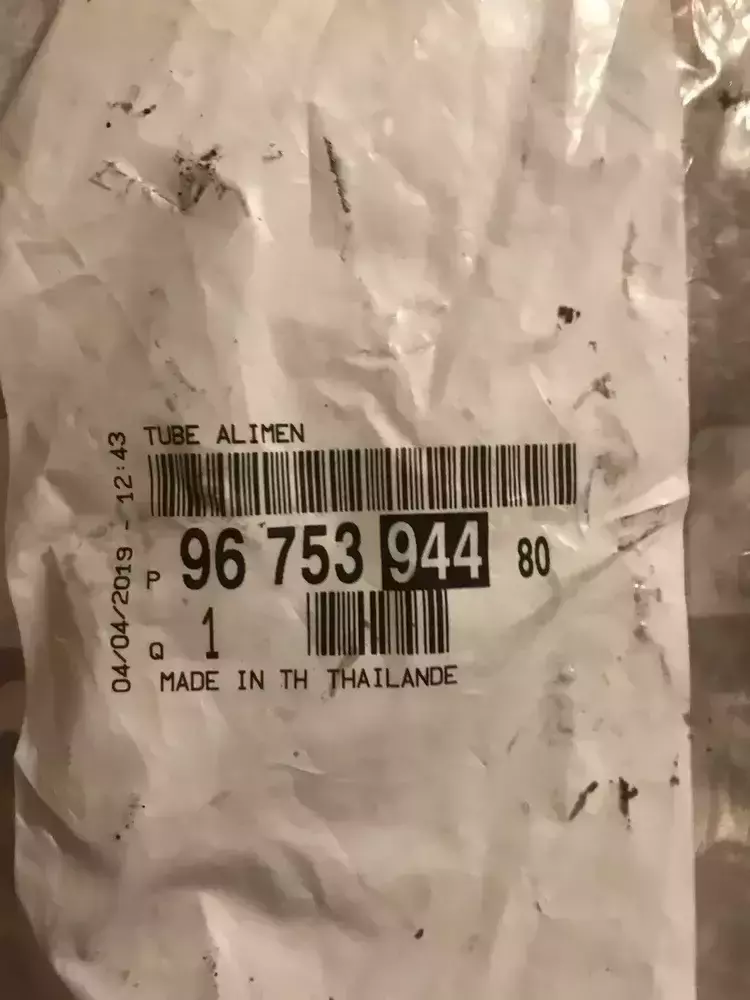 TUBE ALIMEN
P 96 753 944 80
Q 1
MADE IN TH THAILANDE
04/04/2019 - 12:43